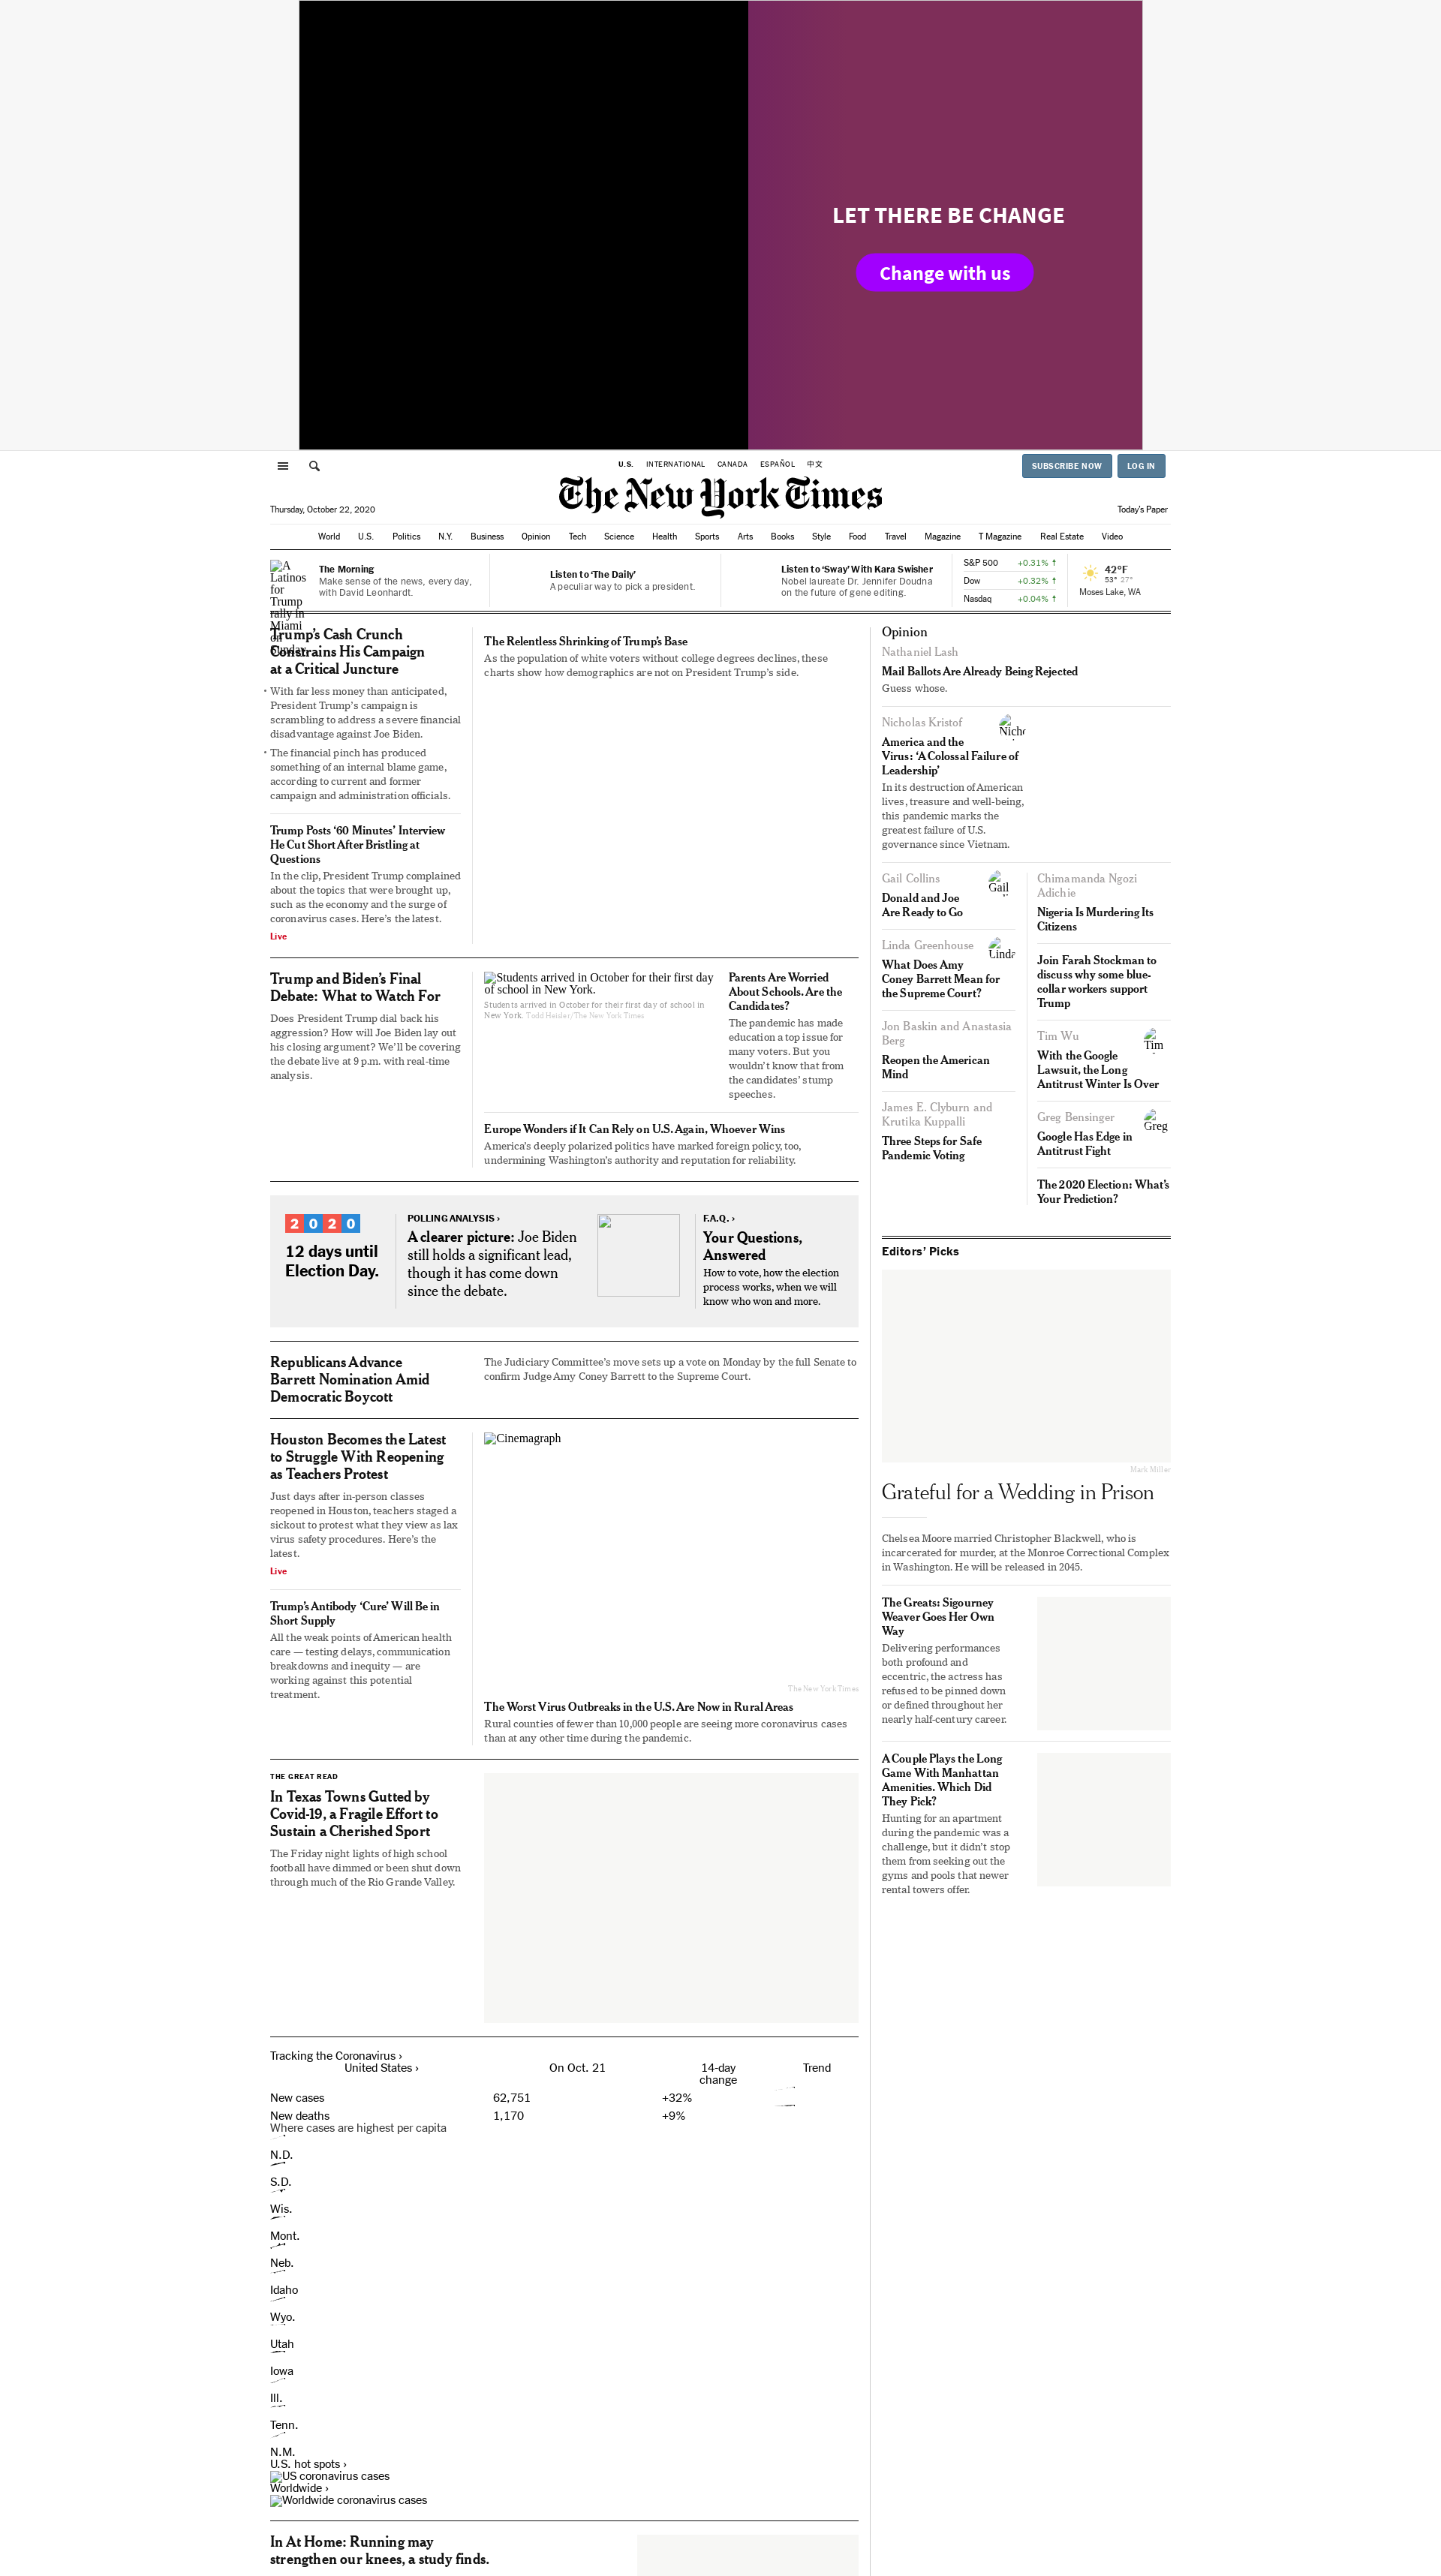 LET THERE BE CHANGE
Change with us
U.S. INTERNATIONAL CANADA ESPAÑOL 中文
SUBSCRIBE NOW LOG IN
The New York Times
Thursday, October 22, 2020
Today's Paper
World U.S. Politics N.Y. Business Opinion Tech Science Health Sports Arts Books Style Food Travel Magazine T Magazine Real Estate Video
A
Latinos
for
Trump
rally in
Miami
on
Sunday.
The Morning
Make sense of the news, every day,
with David Leonhardt.
Listen to ‘The Daily’
A peculiar way to pick a president.
Listen to ‘Sway’ With Kara Swisher
Nobel laureate Dr. Jennifer Doudna
on the future of gene editing.
S&P 500 +0.31% ↑
Dow +0.32% ↑
Nasdaq +0.04% ↑
42°F
53° 27°
Moses Lake, WA
Trump’s Cash Crunch
Constrains His Campaign
at a Critical Juncture
• With far less money than anticipated,
President Trump’s campaign is
scrambling to address a severe financial
disadvantage against Joe Biden.
• The financial pinch has produced
something of an internal blame game,
according to current and former
campaign and administration officials.
Trump Posts ‘60 Minutes’ Interview
He Cut Short After Bristling at
Questions
In the clip, President Trump complained
about the topics that were brought up,
such as the economy and the surge of
coronavirus cases. Here’s the latest.
Live
The Relentless Shrinking of Trump’s Base
As the population of white voters without college degrees declines, these
charts show how demographics are not on President Trump’s side.
Trump and Biden’s Final
Debate: What to Watch For
Does President Trump dial back his
aggression? How will Joe Biden lay out
his closing argument? We’ll be covering
the debate live at 9 p.m. with real-time
analysis.
Students arrived in October for their first day
of school in New York.
Students arrived in October for their first day of school in
New York. Todd Heisler/The New York Times
Parents Are Worried
About Schools. Are the
Candidates?
The pandemic has made
education a top issue for
many voters. But you
wouldn’t know that from
the candidates’ stump
speeches.
Europe Wonders if It Can Rely on U.S. Again, Whoever Wins
America’s deeply polarized politics have marked foreign policy, too,
undermining Washington’s authority and reputation for reliability.
2020
12 days until
Election Day.
POLLING ANALYSIS ›
A clearer picture: Joe Biden
still holds a significant lead,
though it has come down
since the debate.
F.A.Q. ›
Your Questions,
Answered
How to vote, how the election
process works, when we will
know who won and more.
Republicans Advance
Barrett Nomination Amid
Democratic Boycott
The Judiciary Committee’s move sets up a vote on Monday by the full Senate to
confirm Judge Amy Coney Barrett to the Supreme Court.
Houston Becomes the Latest
to Struggle With Reopening
as Teachers Protest
Just days after in-person classes
reopened in Houston, teachers staged a
sickout to protest what they view as lax
virus safety procedures. Here’s the
latest.
Live
Trump’s Antibody ‘Cure’ Will Be in
Short Supply
All the weak points of American health
care — testing delays, communication
breakdowns and inequity — are
working against this potential
treatment.
Cinemagraph
The New York Times
The Worst Virus Outbreaks in the U.S. Are Now in Rural Areas
Rural counties of fewer than 10,000 people are seeing more coronavirus cases
than at any other time during the pandemic.
THE GREAT READ
In Texas Towns Gutted by
Covid-19, a Fragile Effort to
Sustain a Cherished Sport
The Friday night lights of high school
football have dimmed or been shut down
through much of the Rio Grande Valley.
Tracking the Coronavirus ›
United States › On Oct. 21 14-day
change Trend
New cases 62,751 +32%
New deaths 1,170 +9%
Where cases are highest per capita
N.D.
S.D.
Wis.
Mont.
Neb.
Idaho
Wyo.
Utah
Iowa
Ill.
Tenn.
N.M.
U.S. hot spots ›
US coronavirus cases
Worldwide ›
Worldwide coronavirus cases
In At Home: Running may
strengthen our knees, a study finds.
Opinion
Nathaniel Lash
Mail Ballots Are Already Being Rejected
Guess whose.
Nicholas Kristof
America and the
Virus: ‘A Colossal Failure of
Leadership’
In its destruction of American
lives, treasure and well-being,
this pandemic marks the
greatest failure of U.S.
governance since Vietnam.
Gail Collins
Gail
Donald and Joe
Are Ready to Go
Linda Greenhouse
Linda
What Does Amy
Coney Barrett Mean for
the Supreme Court?
Jon Baskin and Anastasia
Berg
Reopen the American
Mind
James E. Clyburn and
Krutika Kuppalli
Three Steps for Safe
Pandemic Voting
Chimamanda Ngozi
Adichie
Nigeria Is Murdering Its
Citizens
Join Farah Stockman to
discuss why some blue-
collar workers support
Trump
Tim Wu
Tim
With the Google
Lawsuit, the Long
Antitrust Winter Is Over
Greg Bensinger
Greg
Google Has Edge in
Antitrust Fight
The 2020 Election: What’s
Your Prediction?
Editors’ Picks
Mark Miller
Grateful for a Wedding in Prison
Chelsea Moore married Christopher Blackwell, who is
incarcerated for murder, at the Monroe Correctional Complex
in Washington. He will be released in 2045.
The Greats: Sigourney
Weaver Goes Her Own
Way
Delivering performances
both profound and
eccentric, the actress has
refused to be pinned down
or defined throughout her
nearly half-century career.
A Couple Plays the Long
Game With Manhattan
Amenities. Which Did
They Pick?
Hunting for an apartment
during the pandemic was a
challenge, but it didn’t stop
them from seeking out the
gyms and pools that newer
rental towers offer.